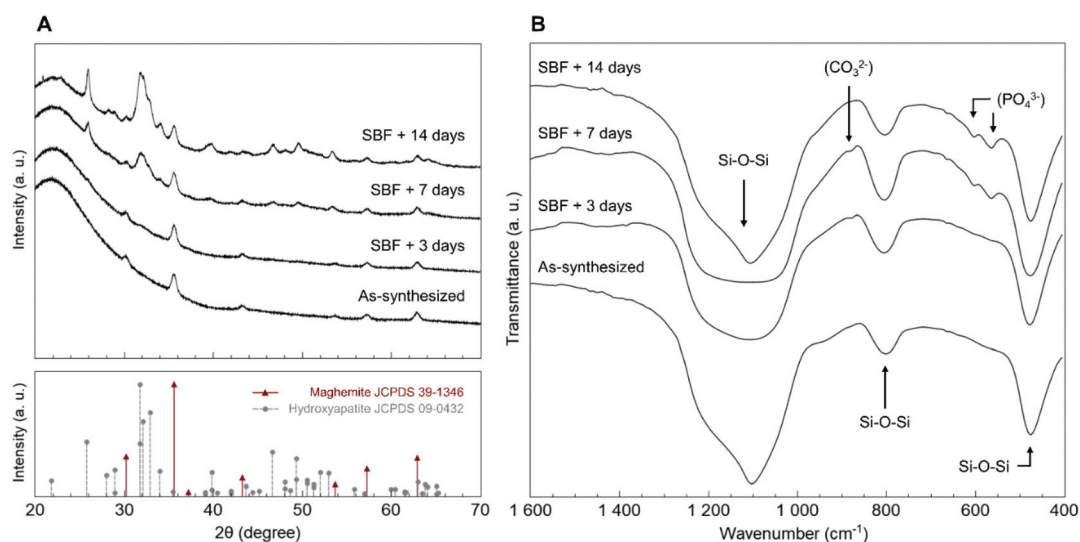 A
Intensity (a. u.)
SBF + 14 days
SBF + 7 days
SBF + 3 days
As-synthesized
Intensity (a. u.)
Maghemite JCPDS 39-1346
Hydroxyapatite JCPDS 09-0432
20 30 40 50 60 70
2θ (degree)
B
Transmittance (a. u.)
SBF + 14 days
SBF + 7 days
SBF + 3 days
As-synthesized
(CO₃²⁻)
(PO₄³⁻)
Si-O-Si
Si-O-Si
Si-O-Si
1 600 1 400 1 200 1 000 800 600 400
Wavenumber (cm⁻¹)